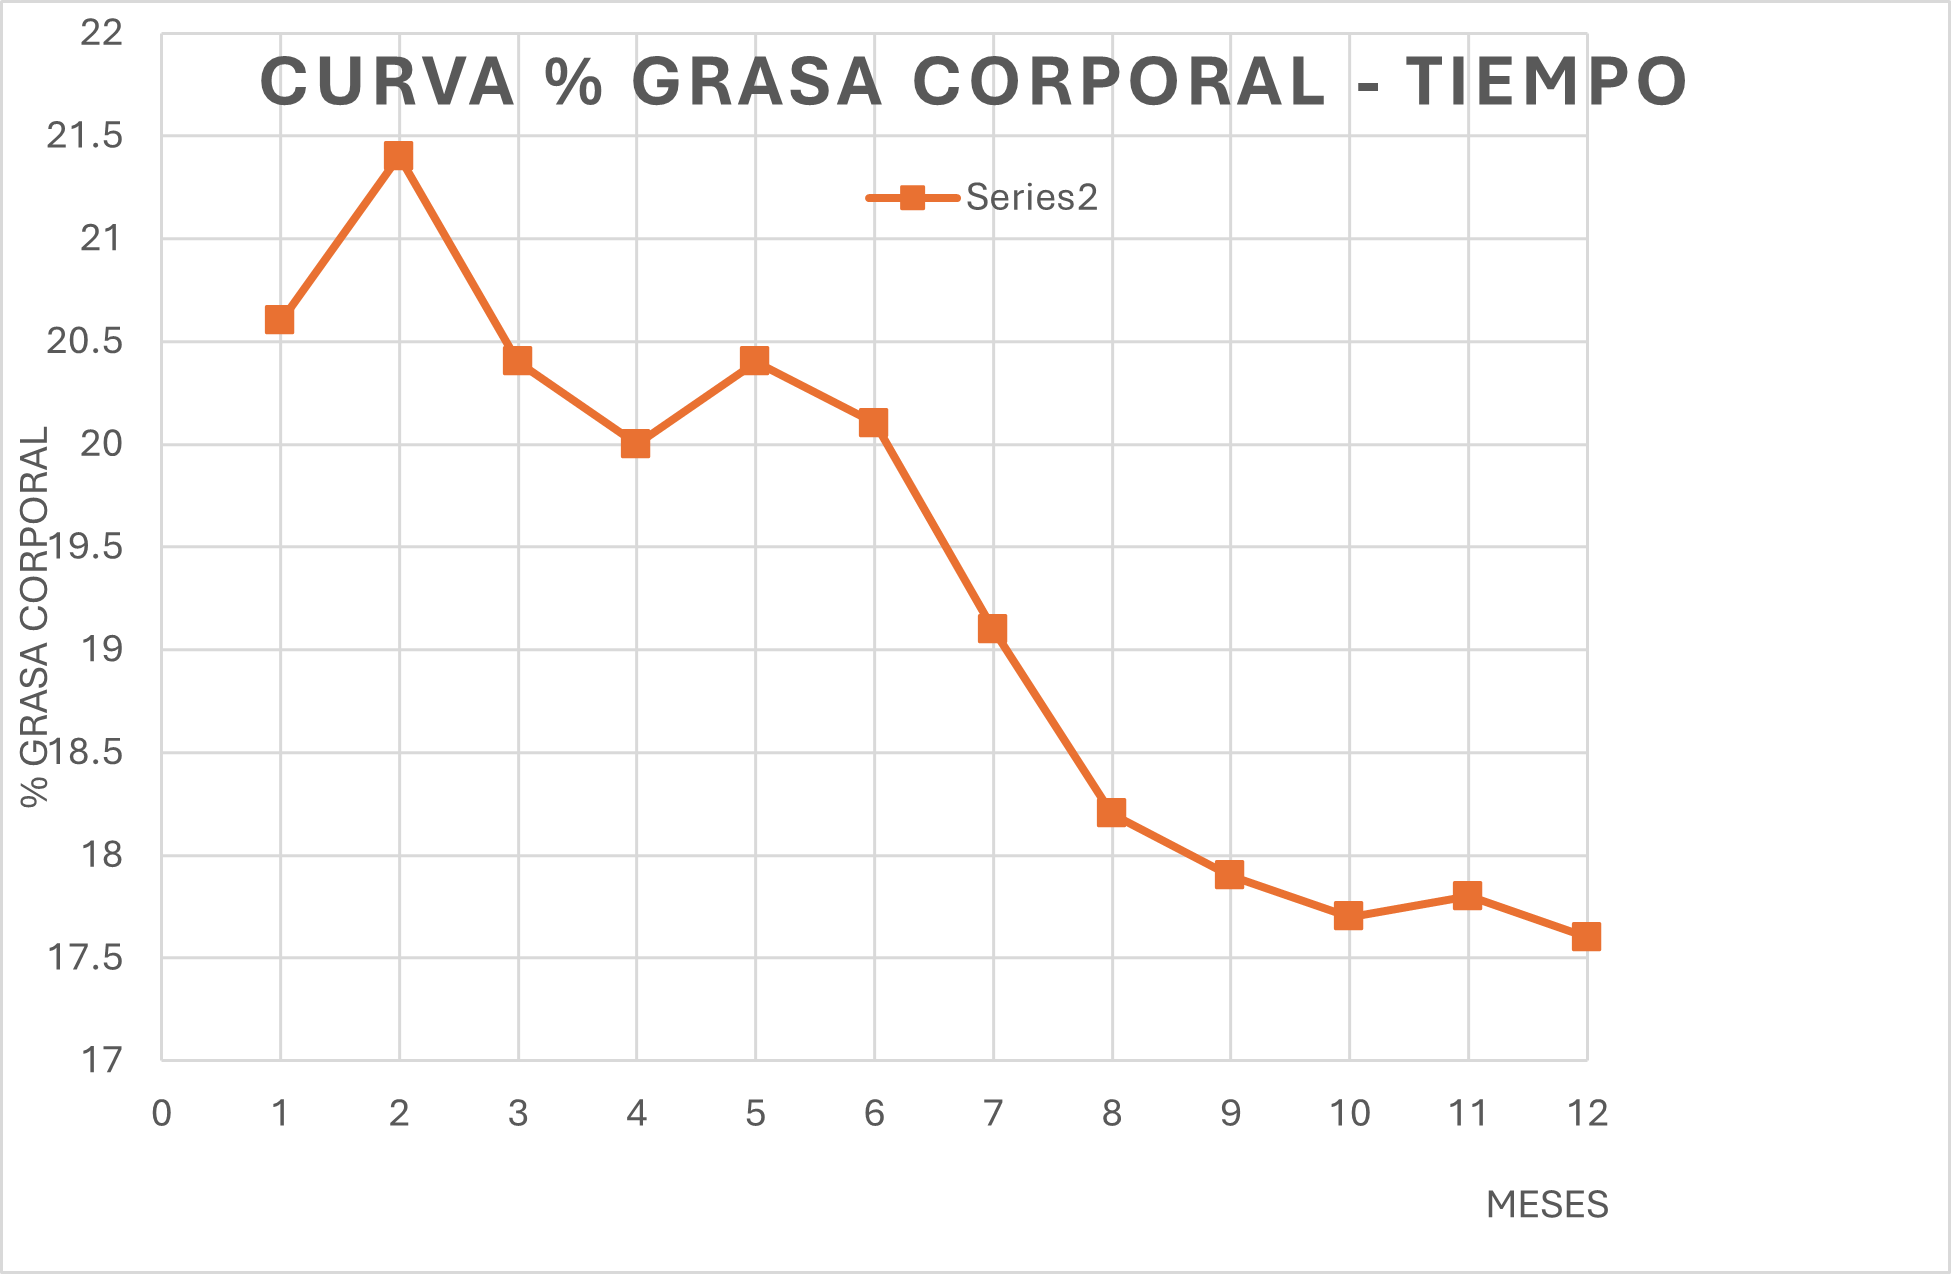 CURVA % GRASA CORPORAL - TIEMPO
Series2
% GRASA CORPORAL
22
21.5
21
20.5
20
19.5
19
18.5
18
17.5
17
0 1 2 3 4 5 6 7 8 9 10 11 12
MESES